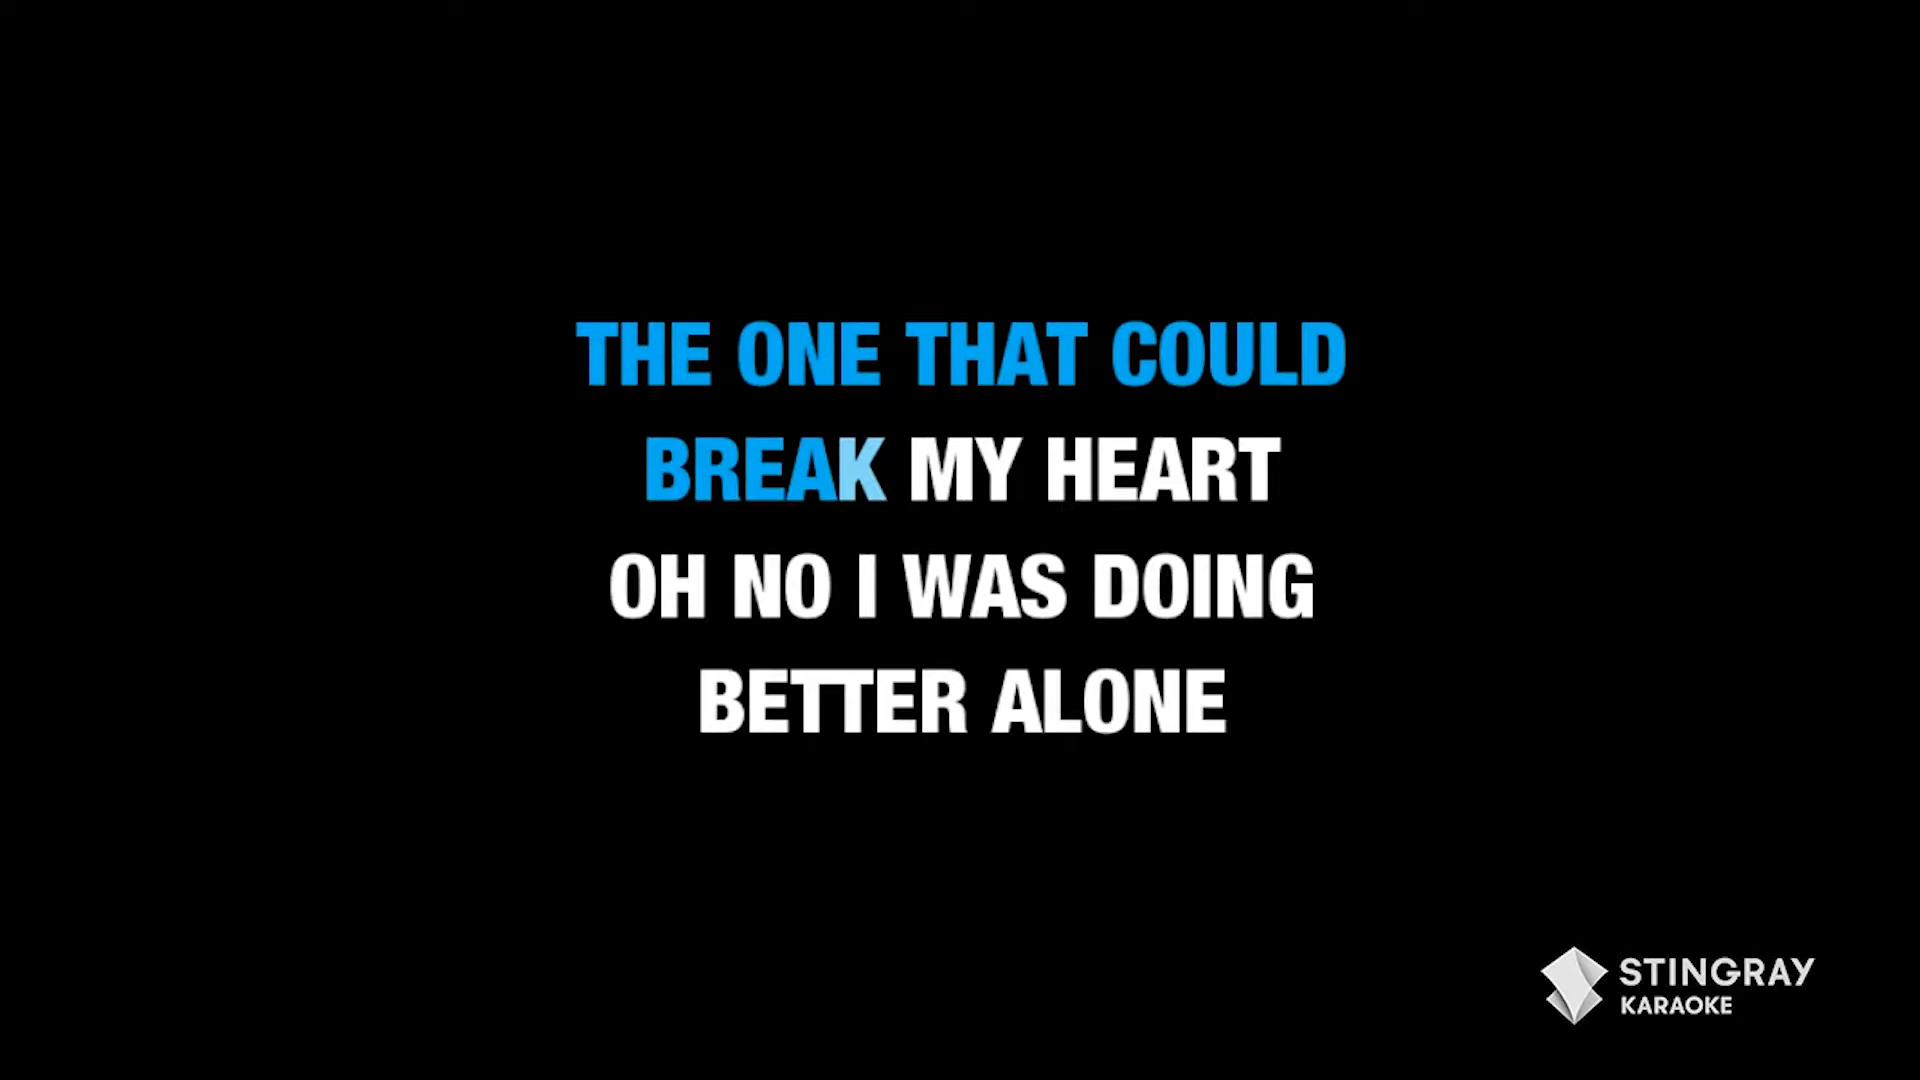 THE ONE THAT COULD
BREAK MY HEART
OH NO I WAS DOING
BETTER ALONE
STINGRAY
KARAOKE